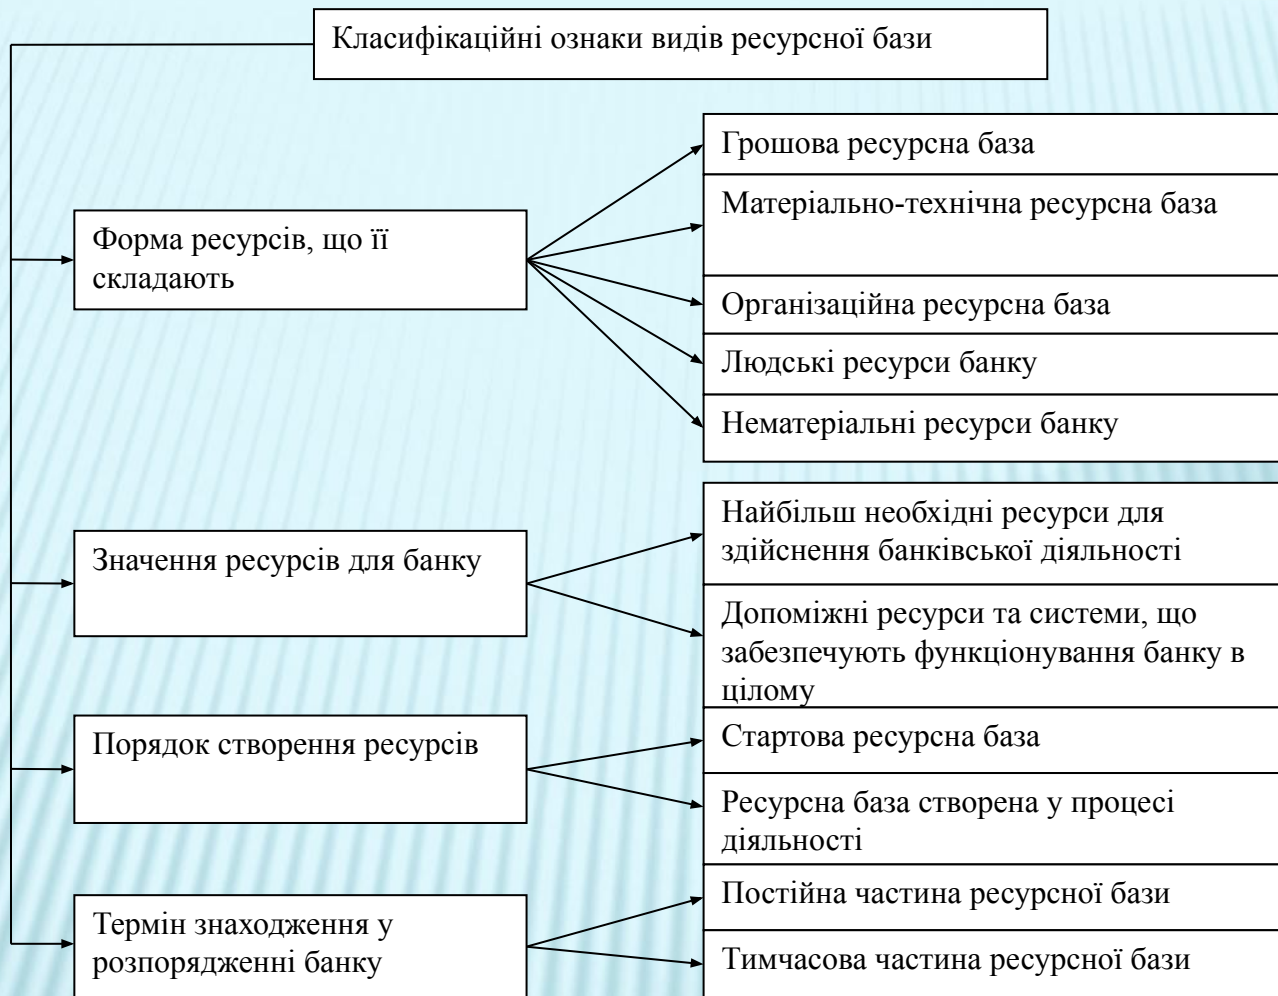 Класифікаційні ознаки видів ресурсної бази
Форма ресурсів, що її
складають
Грошова ресурсна база
Матеріально-технічна ресурсна база
Організаційна ресурсна база
Людські ресурси банку
Нематеріальні ресурси банку
Значення ресурсів для банку
Найбільш необхідні ресурси для
здійснення банківської діяльності
Допоміжні ресурси та системи, що
забезпечують функціонування банку в
цілому
Порядок створення ресурсів
Стартова ресурсна база
Ресурсна база створена у процесі
діяльності
Термін знаходження у
розпорядженні банку
Постійна частина ресурсної бази
Тимчасова частина ресурсної бази